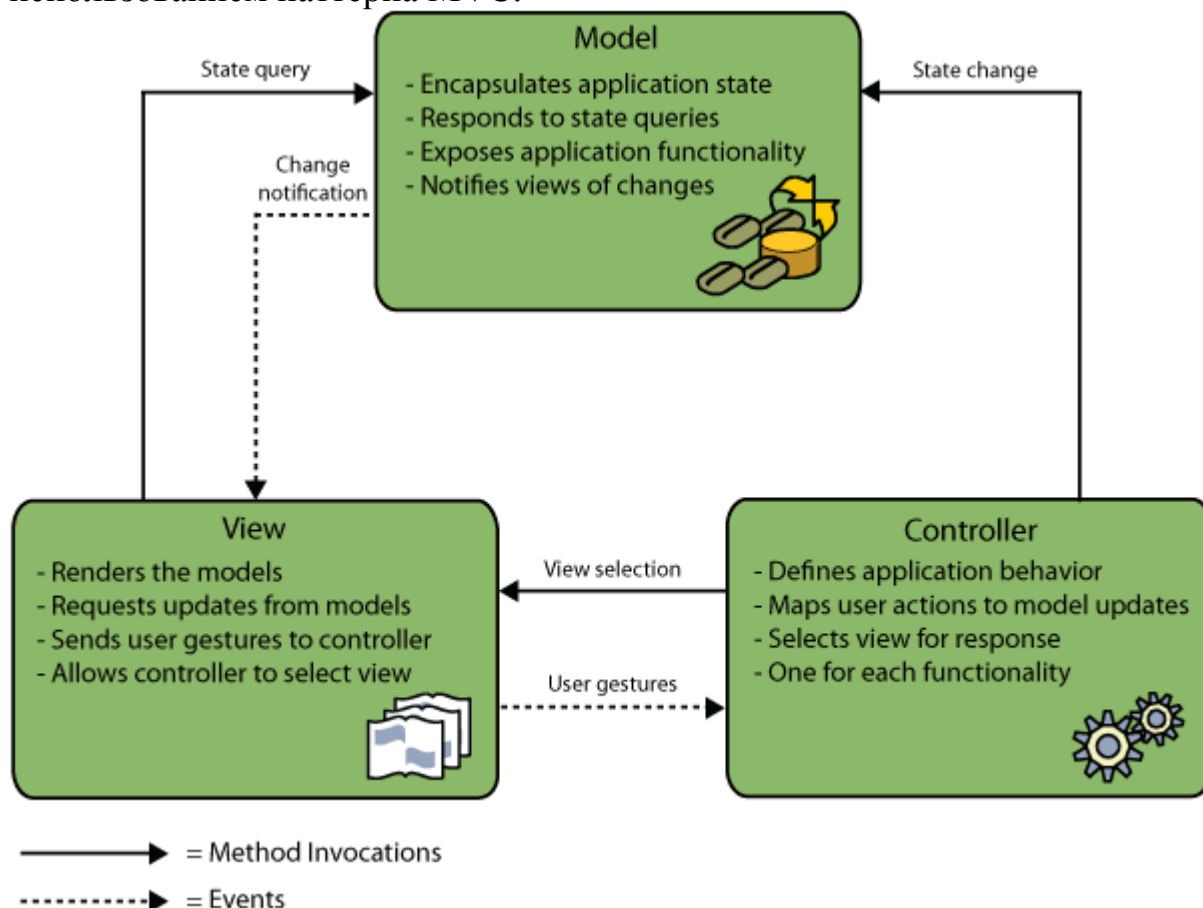 использованием паттерна MVC.
Model
State query
State change
- Encapsulates application state
- Responds to state queries
- Exposes application functionality
- Notifies views of changes
Change
notification
View
- Renders the models
- Requests updates from models
- Sends user gestures to controller
- Allows controller to select view
View selection
User gestures
Controller
- Defines application behavior
- Maps user actions to model updates
- Selects view for response
- One for each functionality
= Method Invocations
= Events